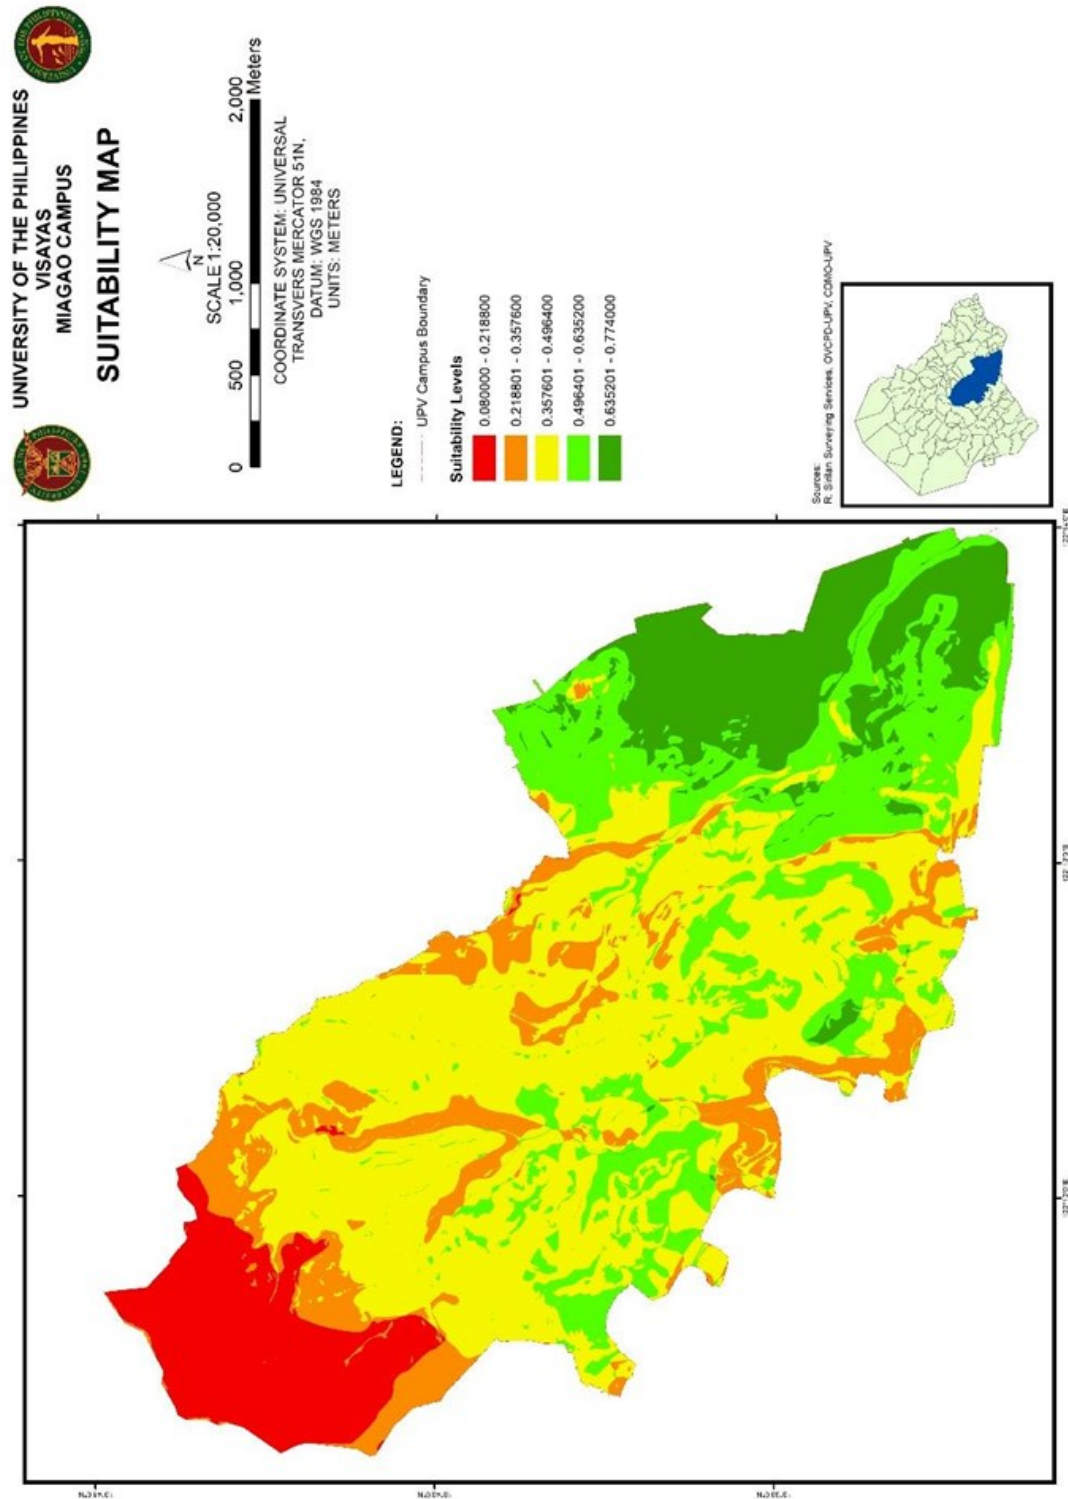 UNIVERSITY OF THE PHILIPPINES
VISAYAS
MIAGAO CAMPUS
SUITABILITY MAP
N
SCALE 1:20,000
0 500 1,000 2,000
Meters
COORDINATE SYSTEM: UNIVERSAL
TRANSVERS MERCATOR 51N,
DATUM: WGS 1984
UNITS: METERS
LEGEND:
UPV Campus Boundary
Suitability Levels
0.080000 - 0.218800
0.218801 - 0.357600
0.357601 - 0.496400
0.496401 - 0.635200
0.635201 - 0.774000
Sources:
R. Sirilan Surveying Services, OVCPD-UPV, CDMO-UPV